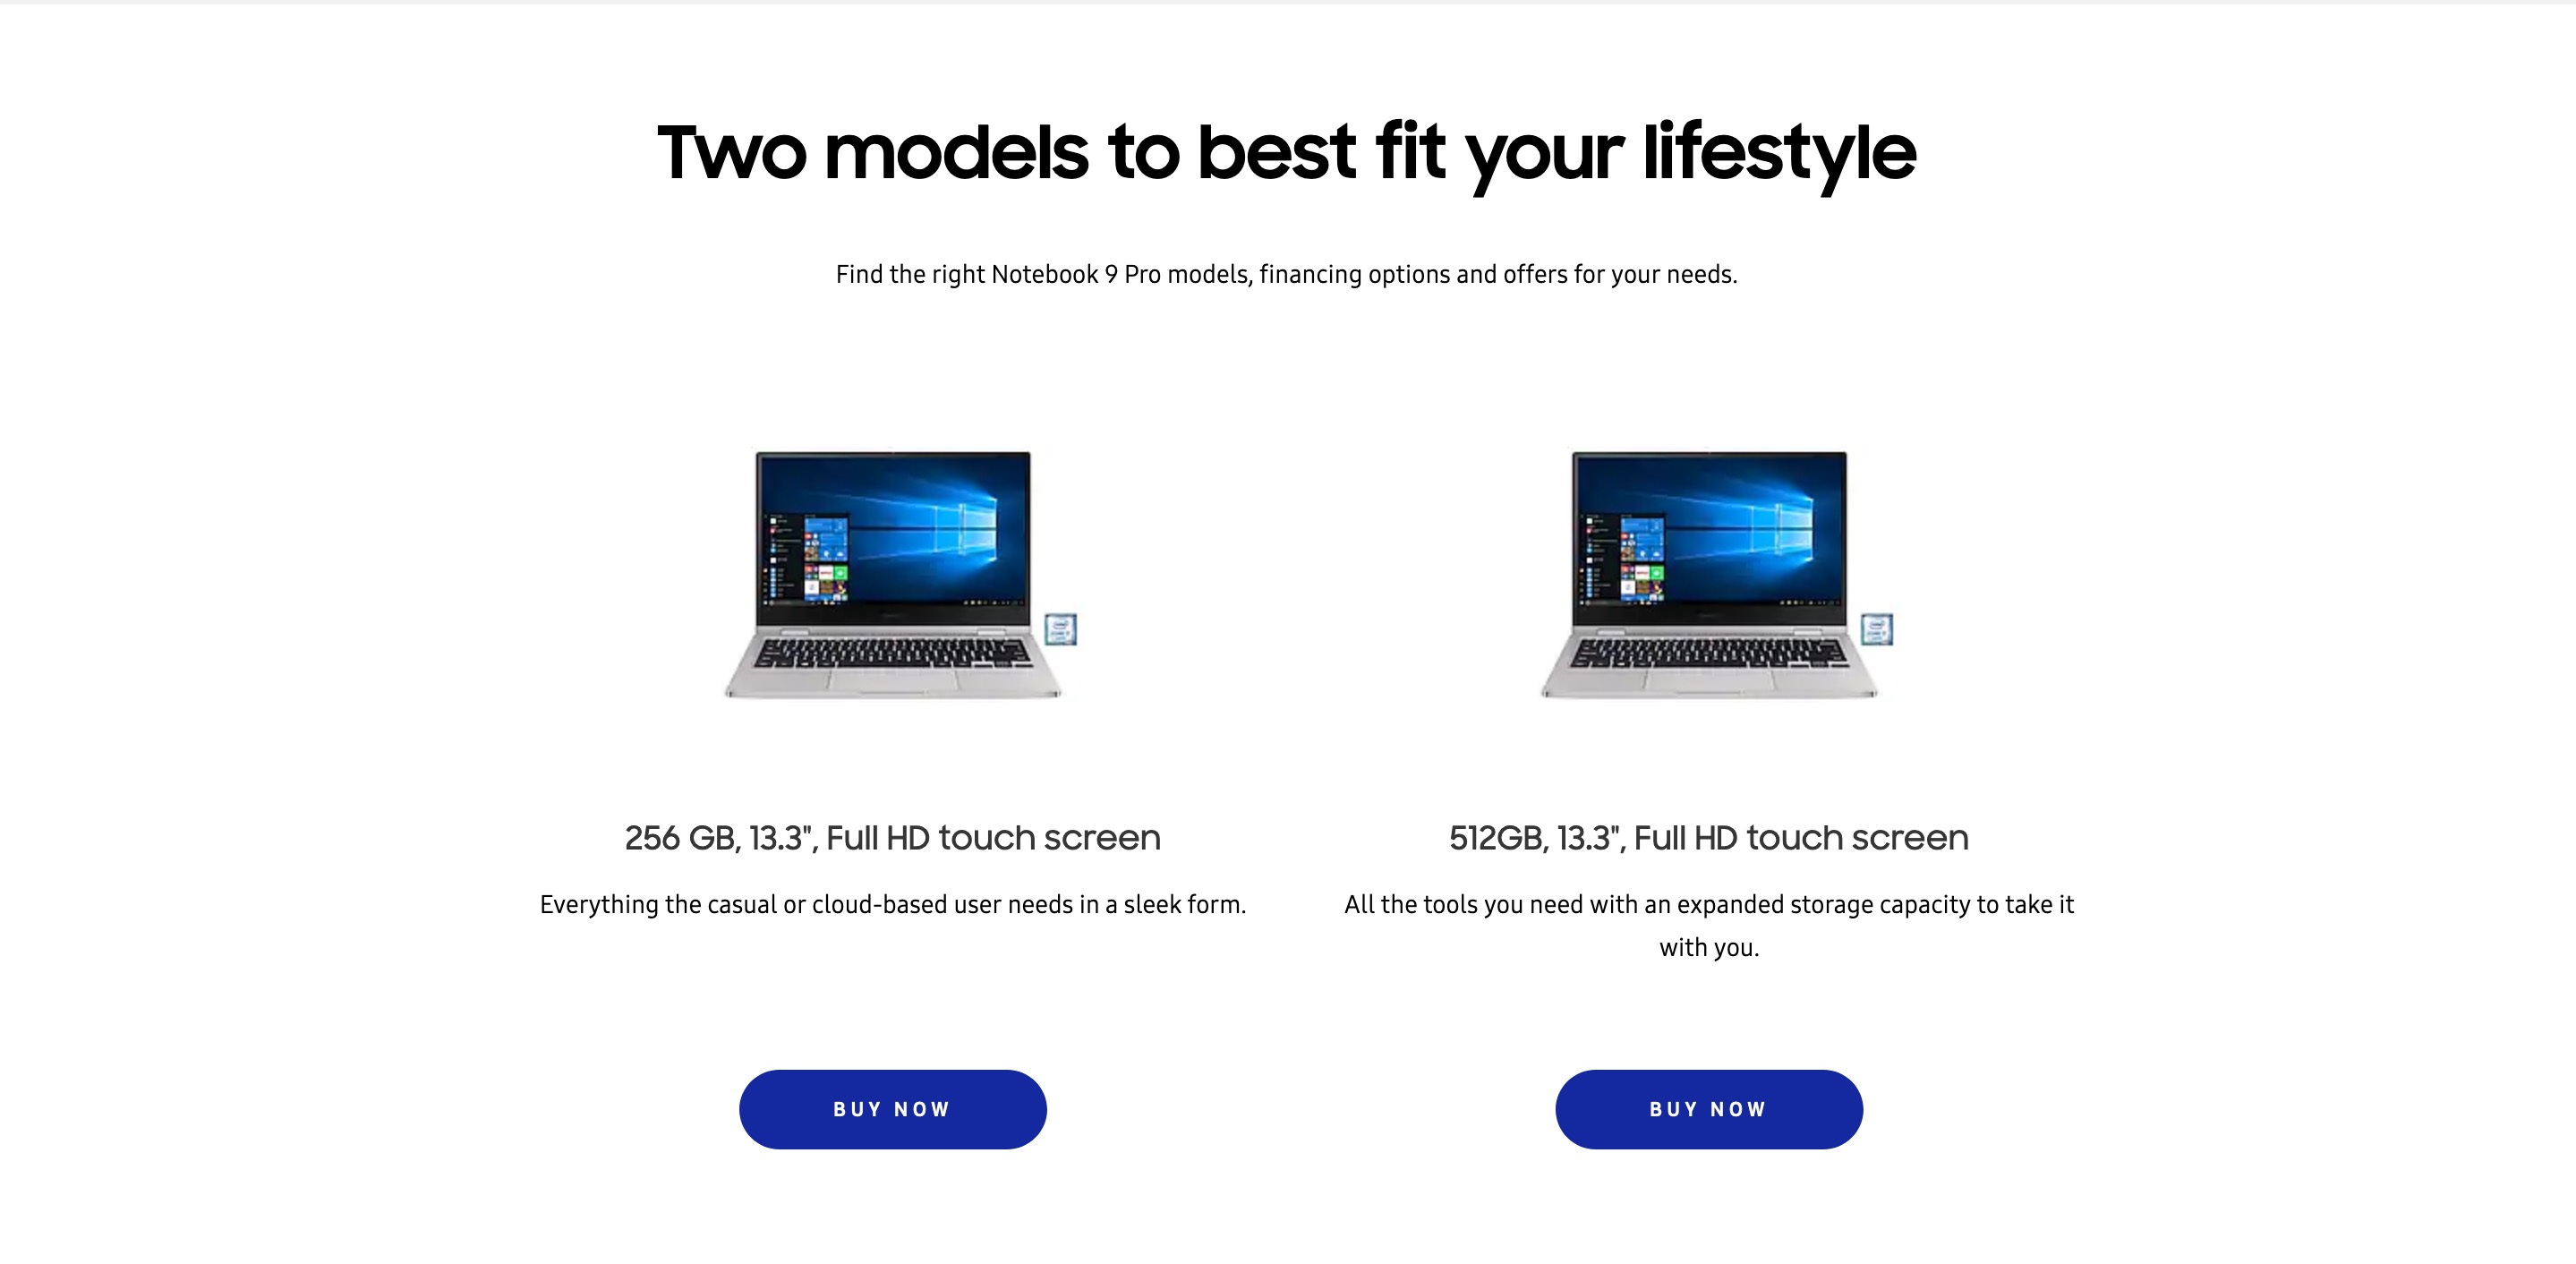 Two models to best fit your lifestyle
Find the right Notebook 9 Pro models, financing options and offers for your needs.
256 GB, 13.3", Full HD touch screen
Everything the casual or cloud-based user needs in a sleek form.
BUY NOW
512GB, 13.3", Full HD touch screen
All the tools you need with an expanded storage capacity to take it
with you.
BUY NOW